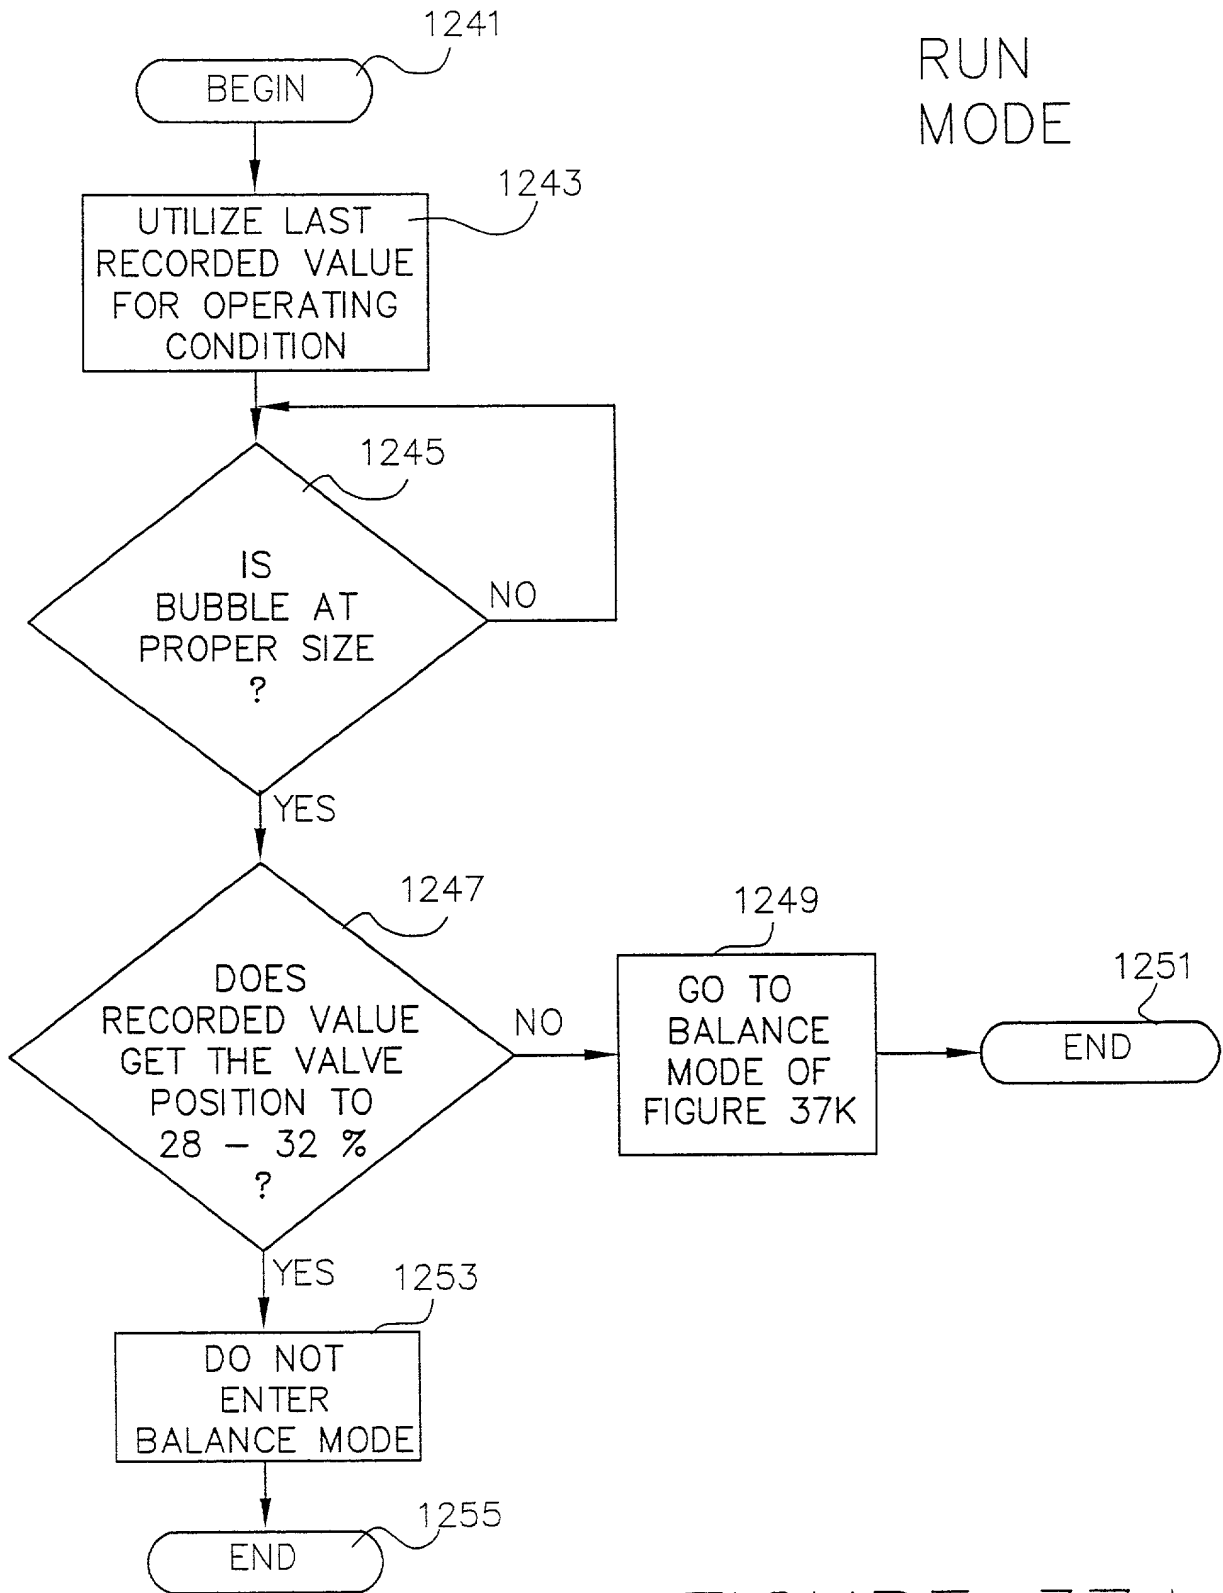 1241
RUN
MODE
BEGIN
1243
UTILIZE LAST
RECORDED VALUE
FOR OPERATING
CONDITION
1245
IS
BUBBLE AT
PROPER SIZE
?
NO
YES
1247
DOES
RECORDED VALUE
GET THE VALVE
POSITION TO
28 – 32 %
?
NO
1249
GO TO
BALANCE
MODE OF
FIGURE 37K
1251
END
YES
1253
DO NOT
ENTER
BALANCE MODE
1255
END